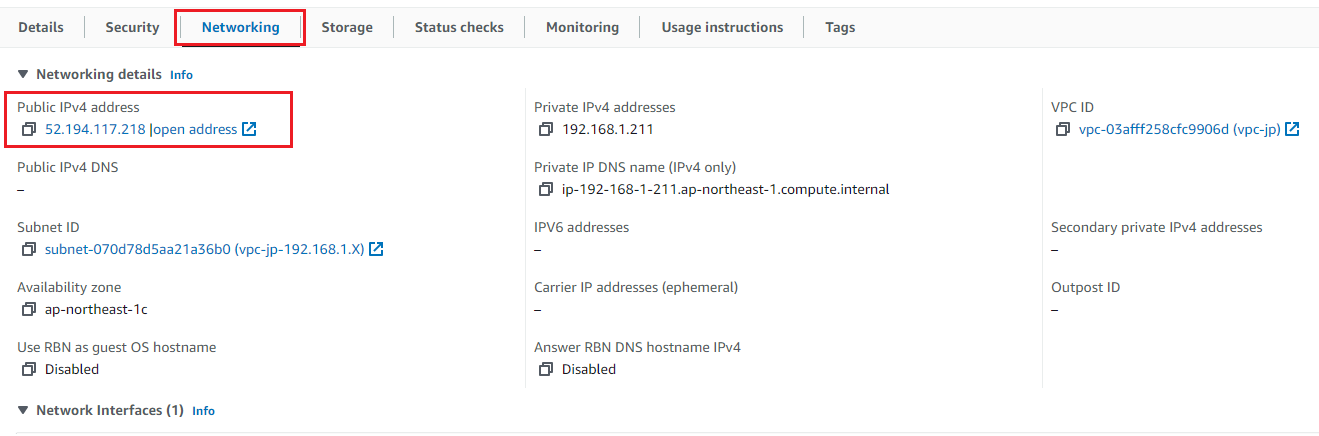 Details Security Networking Storage Status checks Monitoring Usage instructions Tags
Networking details Info
Public IPv4 address
52.194.117.218 |open address
Private IPv4 addresses
192.168.1.211
VPC ID
vpc-03afff258cfc9906d (vpc-jp)
Public IPv4 DNS
–
Private IP DNS name (IPv4 only)
ip-192-168-1-211.ap-northeast-1.compute.internal
Subnet ID
subnet-070d78d5aa21a36b0 (vpc-jp-192.168.1.X)
IPV6 addresses
–
Secondary private IPv4 addresses
–
Availability zone
ap-northeast-1c
Carrier IP addresses (ephemeral)
–
Outpost ID
–
Use RBN as guest OS hostname
Disabled
Answer RBN DNS hostname IPv4
Disabled
Network Interfaces (1) Info